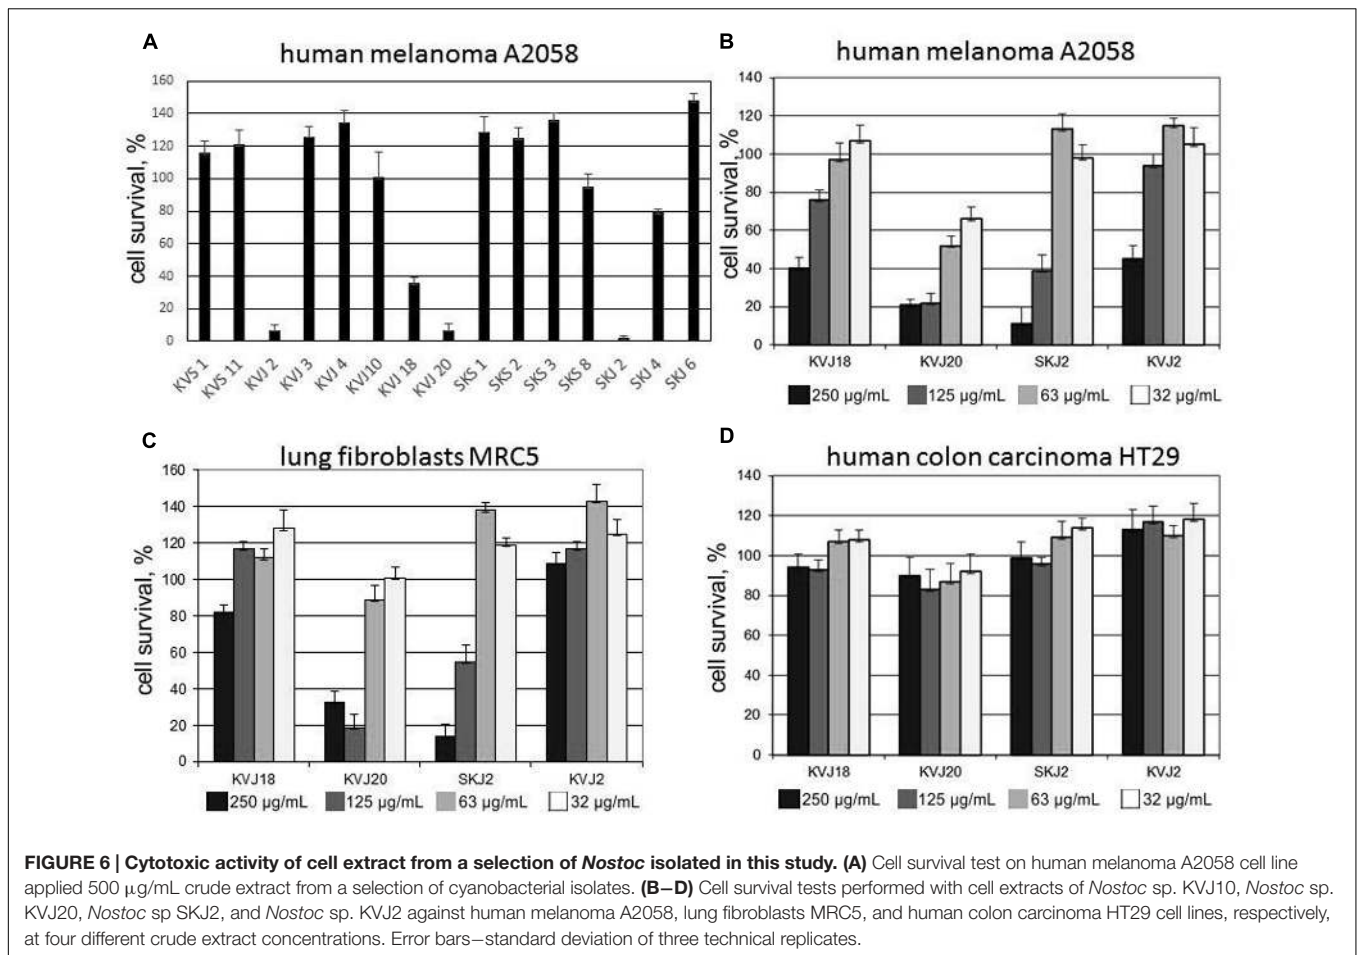 A
human melanoma A2058
cell survival, %
160
140
120
100
80
60
40
20
0
KVS 1
KVS 11
KVJ 2
KVJ 3
KVJ 4
KVJ10
KVJ 18
KVJ 20
SKS 1
SKS 2
SKS 3
SKS 8
SKJ 2
SKJ 4
SKJ 6
B
human melanoma A2058
cell survival, %
140
120
100
80
60
40
20
0
KVJ18 KVJ20 SKJ2 KVJ2
250 µg/mL 125 µg/mL 63 µg/mL 32 µg/mL
C
lung fibroblasts MRC5
cell survival, %
160
140
120
100
80
60
40
20
0
KVJ18 KVJ20 SKJ2 KVJ2
250 µg/mL 125 µg/mL 63 µg/mL 32 µg/mL
D
human colon carcinoma HT29
cell survival, %
140
120
100
80
60
40
20
0
KVJ18 KVJ20 SKJ2 KVJ2
250 µg/mL 125 µg/mL 63 µg/mL 32 µg/mL
FIGURE 6 | Cytotoxic activity of cell extract from a selection of Nostoc isolated in this study. (A) Cell survival test on human melanoma A2058 cell line
applied 500 µg/mL crude extract from a selection of cyanobacterial isolates. (B–D) Cell survival tests performed with cell extracts of Nostoc sp. KVJ10, Nostoc sp.
KVJ20, Nostoc sp SKJ2, and Nostoc sp. KVJ2 against human melanoma A2058, lung fibroblasts MRC5, and human colon carcinoma HT29 cell lines, respectively,
at four different crude extract concentrations. Error bars–standard deviation of three technical replicates.